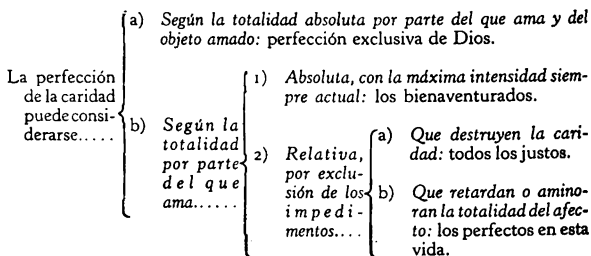 a) Según la totalidad absoluta por parte del que ama y del
objeto amado: perfección exclusiva de Dios.
La perfección
de la caridad
puede consi-
derarse.....
b) Según la
totalidad
por parte
del que
ama......
1) Absoluta, con la máxima intensidad siem-
pre actual: los bienaventurados.
2) Relativa,
por exclu-
sión de los
impedi-
mentos....
a) Que destruyen la cari-
dad: todos los justos.
b) Que retardan o amino-
ran la totalidad del afec-
to: los perfectos en esta
vida.